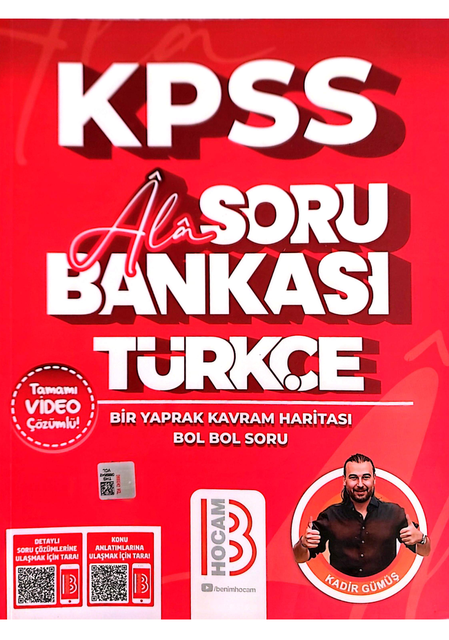 KPSS
Âlâ SORU
BANKASI
TÜRKÇE
Tamamı
VİDEO
Çözümlü!
BİR YAPRAK KAVRAM HARİTASI
BOL BOL SORU
DETAYLI
SORU ÇÖZÜMLERİNE
ULAŞMAK İÇİN TARA!
KONU
ANLATIMLARINA
ULAŞMAK İÇİN TARA!
B HOCAM
/benimhocam
KADİR GÜMÜŞ